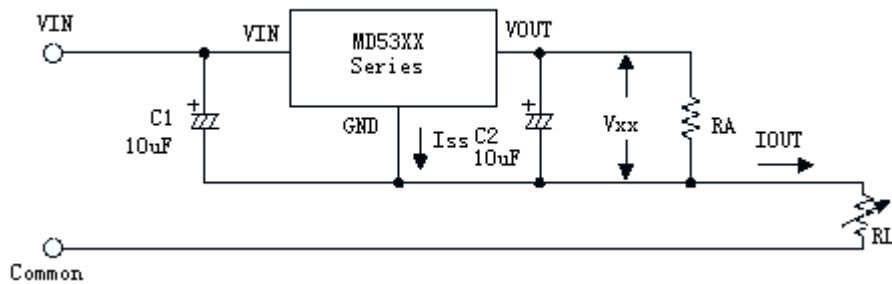 VIN
VIN
MD53XX
Series
VOUT
C1
10uF
GND
Iss
C2
10uF
Vxx
RA
IOUT
RL
Common